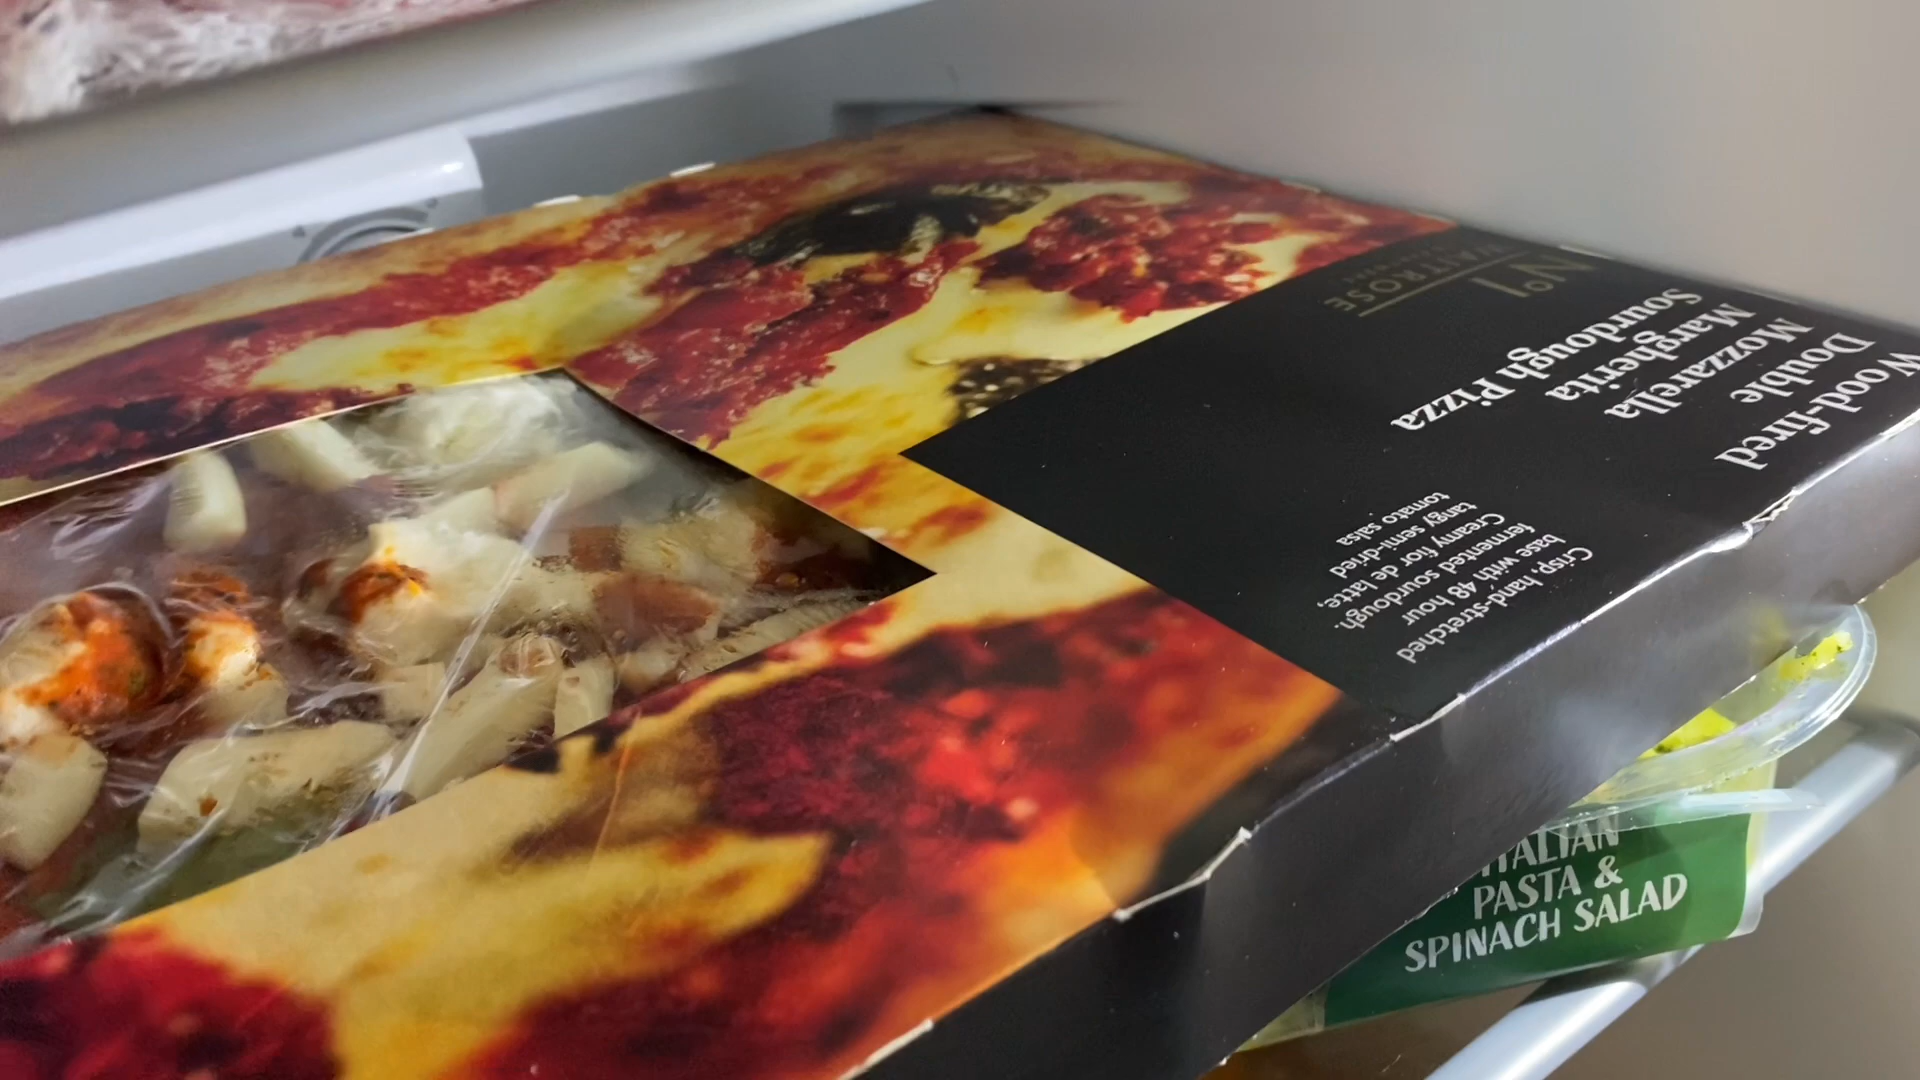 Nº1
WAITROSE
Wood-fired
Double
Mozzarella
Margherita
Sourdough Pizza
Crisp, hand-stretched
base with 48 hour
fermented sourdough.
Creamy fior de latte,
tangy semi-dried
tomato salsa
ITALIAN
PASTA &
SPINACH SALAD